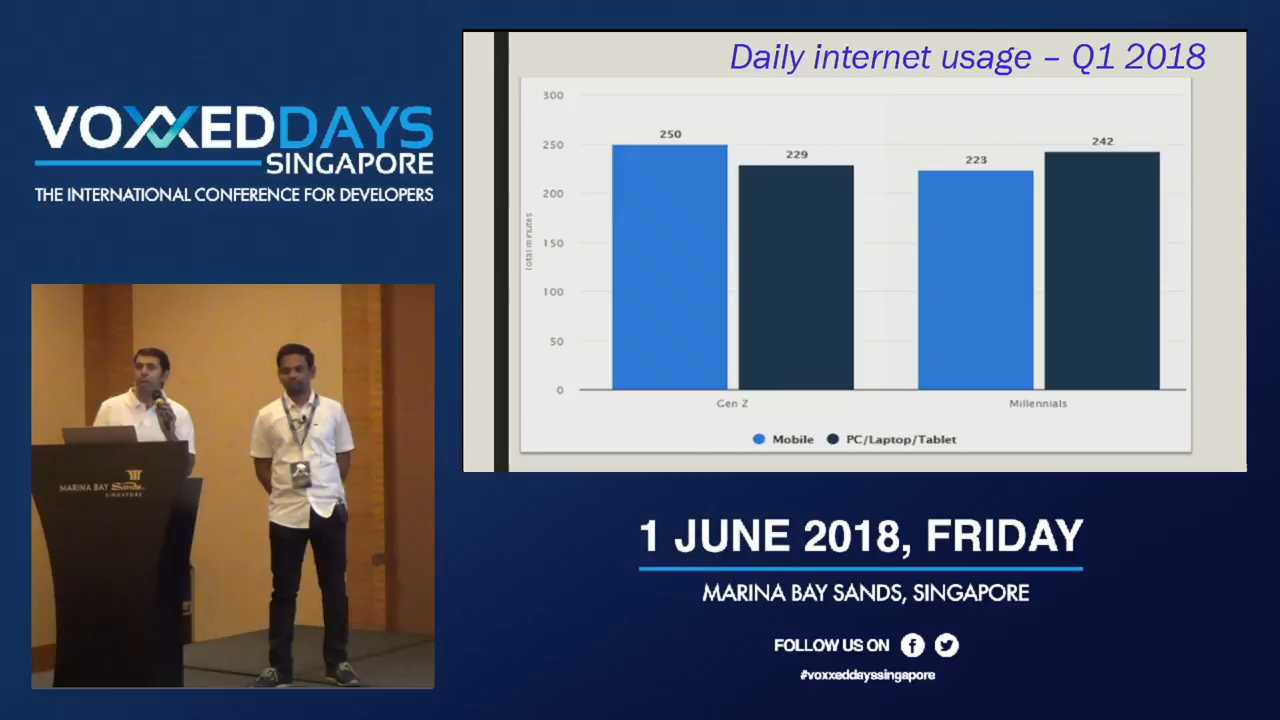 VOXXEDDAYS
SINGAPORE
THE INTERNATIONAL CONFERENCE FOR DEVELOPERS
Daily internet usage – Q1 2018
300
250
200
150
100
50
0
Total minutes
250
229
223
242
Gen Z
Millennials
Mobile
PC/Laptop/Tablet
MARINA BAY Sands
SINGAPORE
1 JUNE 2018, FRIDAY
MARINA BAY SANDS, SINGAPORE
FOLLOW US ON
#voxxeddayssingapore